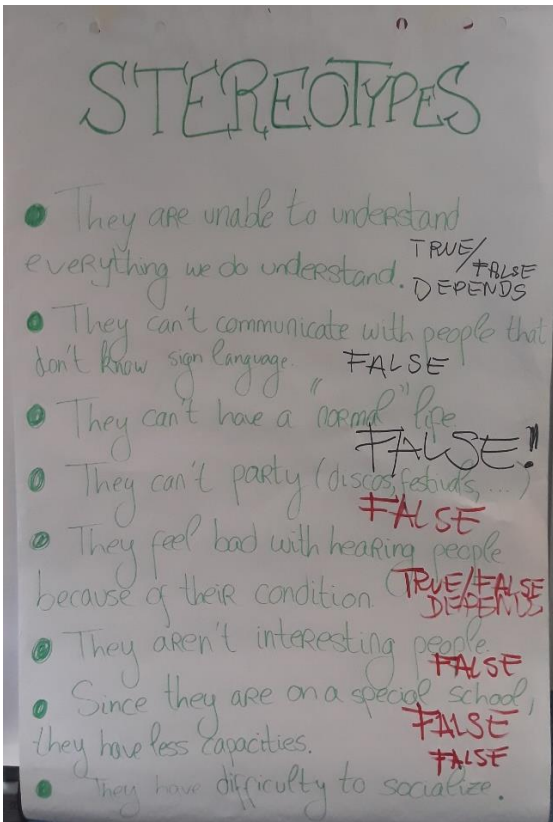 STEREOTYPES
They are unable to understand
everything we do understand. TRUE/
FALSE
DEPENDS
They can't communicate with people that
don't know sign language. FALSE
They can't have a "normal" life
FALSE!
They can't party (discos, festivals, ...)
FALSE
They feel bad with hearing people
because of their condition. (TRUE/FALSE
DEPENDS
They aren't interesting people.
FALSE
Since they are on a special school,
FALSE
they have less capacities.
FALSE
They have difficulty to socialize.